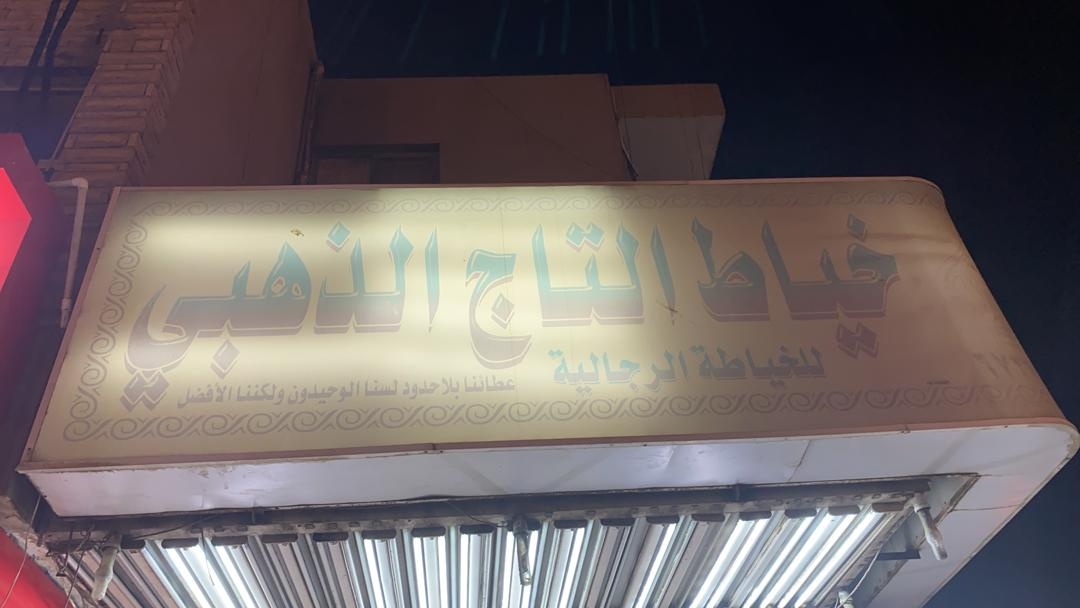 خياط التاج الذهبي
للخياطة الرجالية
عطائنا بلا حدود لسنا الوحيدون ولكننا الأفضل